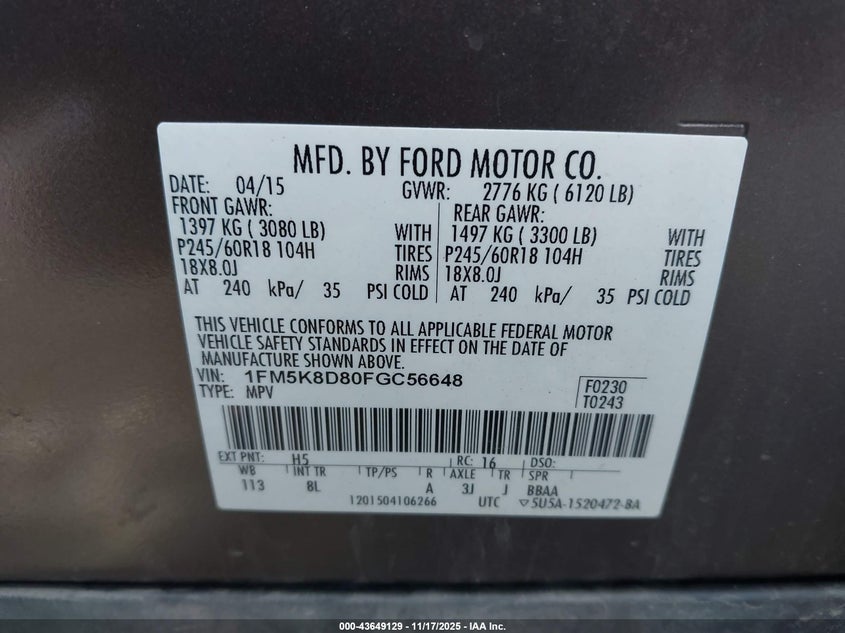 MFD. BY FORD MOTOR CO.
DATE: 04/15 GVWR: 2776 KG ( 6120 LB)
FRONT GAWR: REAR GAWR:
1397 KG ( 3080 LB) WITH 1497 KG ( 3300 LB) WITH
P245/60R18 104H TIRES P245/60R18 104H TIRES
18X8.0J RIMS 18X8.0J RIMS
AT 240 kPa/ 35 PSI COLD AT 240 kPa/ 35 PSI COLD
THIS VEHICLE CONFORMS TO ALL APPLICABLE FEDERAL MOTOR
VEHICLE SAFETY STANDARDS IN EFFECT ON THE DATE OF
MANUFACTURE SHOWN ABOVE.
VIN: 1FM5K8D80FGC56648 F0230
TYPE: MPV T0243
EXT PNT: H5 RC: 16 DSO:
WB INT TR TP/PS R AXLE TR SPR
113 8L A 3J J BBAA
1201504106266 UTC ▽5U5A-1520472-BA
000-43649129 - 11/17/2025 - IAA Inc.